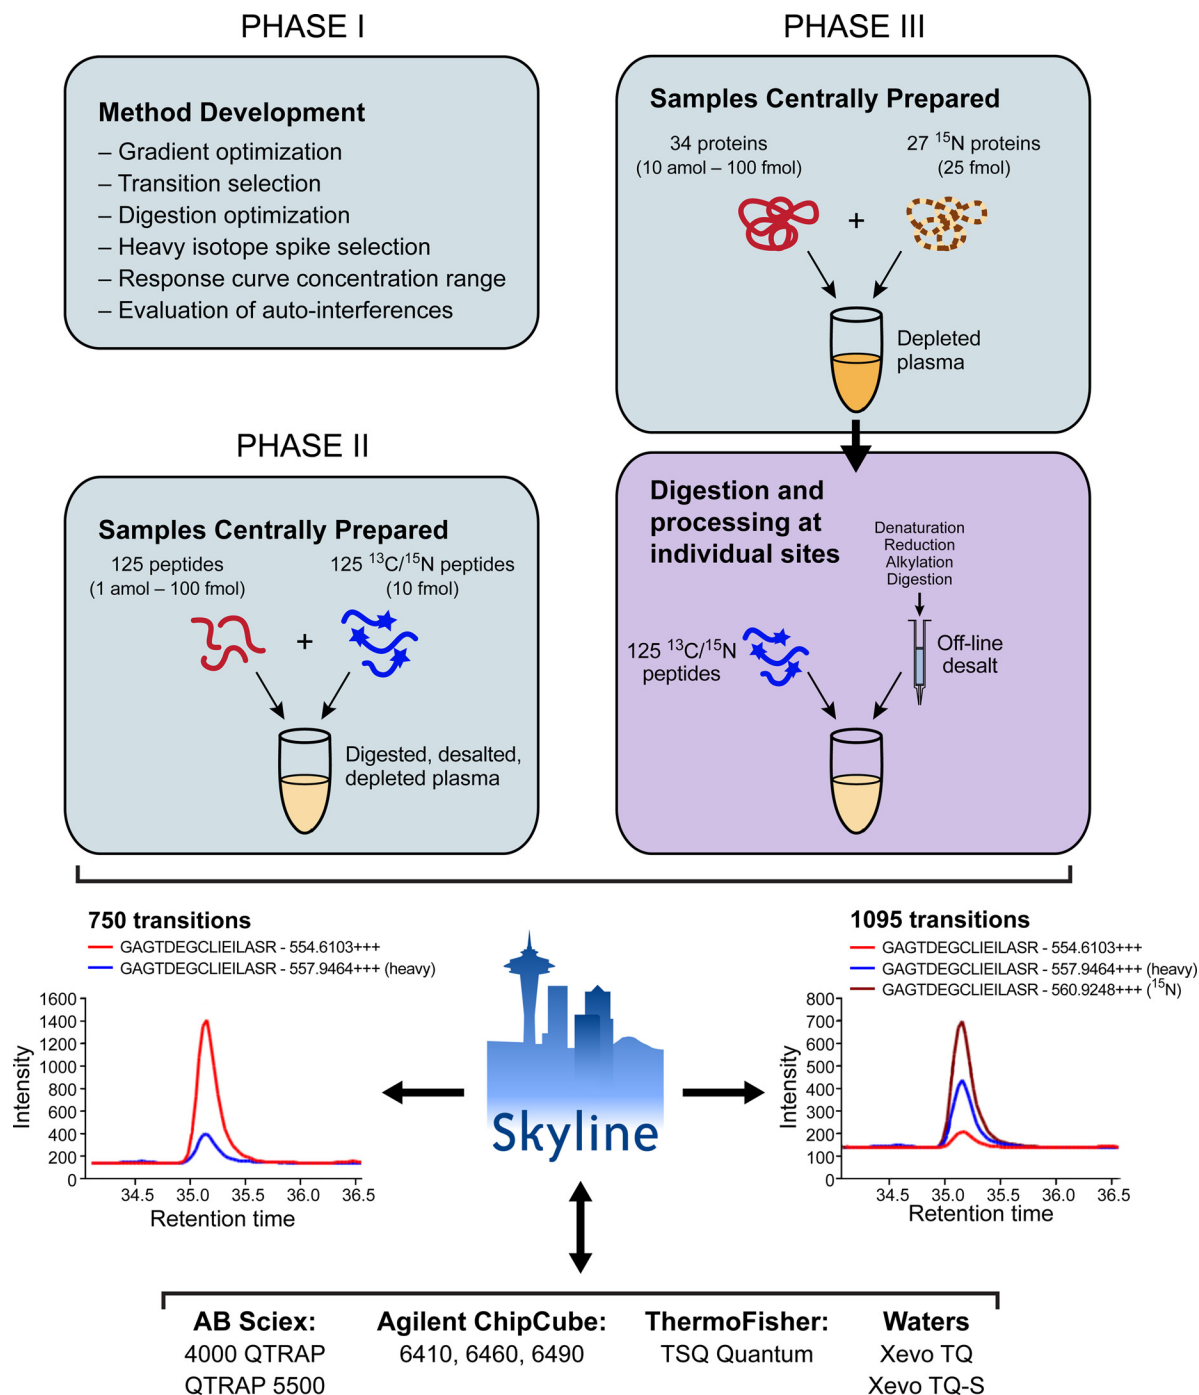 PHASE I
Method Development
– Gradient optimization
– Transition selection
– Digestion optimization
– Heavy isotope spike selection
– Response curve concentration range
– Evaluation of auto-interferences
PHASE II
Samples Centrally Prepared
125 peptides
(1 amol – 100 fmol)
125 ¹³C/¹⁵N peptides
(10 fmol)
+
Digested, desalted,
depleted plasma
PHASE III
Samples Centrally Prepared
34 proteins
(10 amol – 100 fmol)
27 ¹⁵N proteins
(25 fmol)
+
Depleted
plasma
Digestion and
processing at
individual sites
Denaturation
Reduction
Alkylation
Digestion
125 ¹³C/¹⁵N
peptides
Off-line
desalt
750 transitions
GAGTDEGCLIEILASR - 554.6103+++
GAGTDEGCLIEILASR - 557.9464+++ (heavy)
Intensity
1600
1400
1200
1000
800
600
400
200
0
34.5 35.0 35.5 36.0 36.5
Retention time
Skyline
1095 transitions
GAGTDEGCLIEILASR - 554.6103+++
GAGTDEGCLIEILASR - 557.9464+++ (heavy)
GAGTDEGCLIEILASR - 560.9248+++ (¹⁵N)
Intensity
800
700
600
500
400
300
200
100
0
34.5 35.0 35.5 36.0 36.5
Retention time
AB Sciex:
4000 QTRAP
QTRAP 5500
Agilent ChipCube:
6410, 6460, 6490
ThermoFisher:
TSQ Quantum
Waters
Xevo TQ
Xevo TQ-S